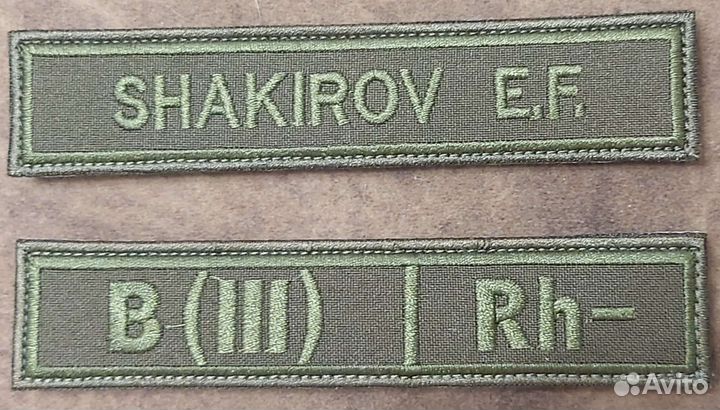 SHAKIROV E.F.
B(III) | Rh-
Avito